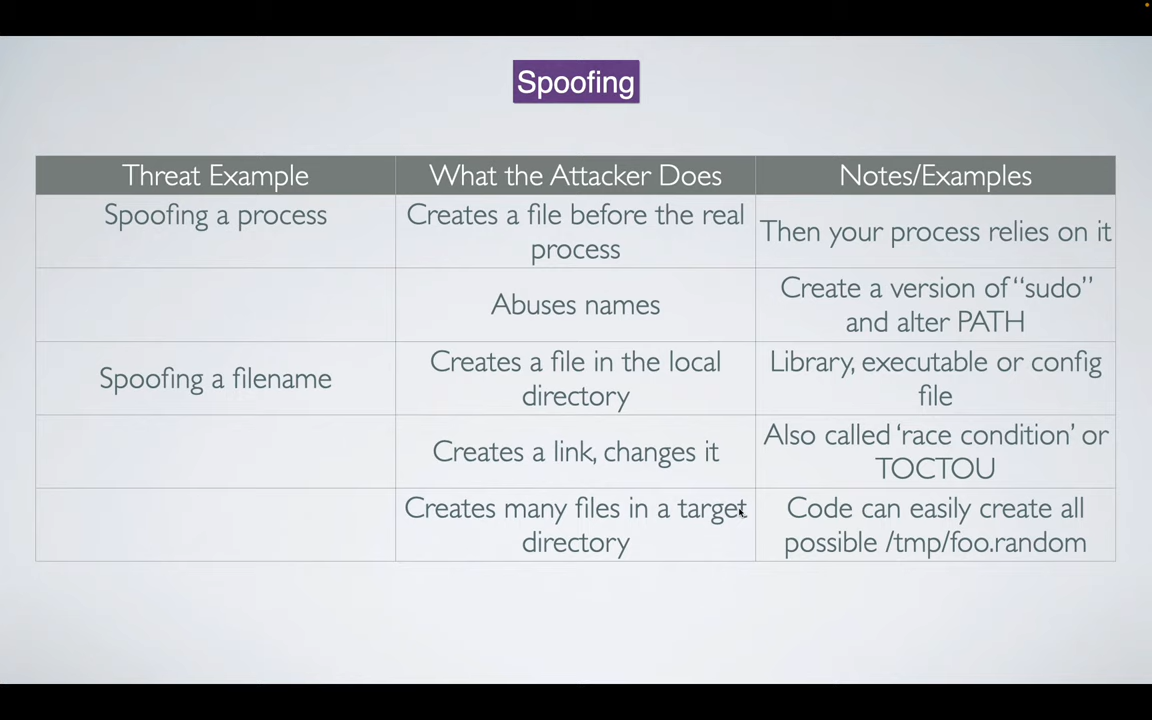 Spoofing
Threat Example
What the Attacker Does
Notes/Examples
Spoofing a process
Creates a file before the real
process
Then your process relies on it
Abuses names
Create a version of “sudo”
and alter PATH
Spoofing a filename
Creates a file in the local
directory
Library, executable or config
file
Creates a link, changes it
Also called ‘race condition’ or
TOCTOU
Creates many files in a target
directory
Code can easily create all
possible /tmp/foo.random